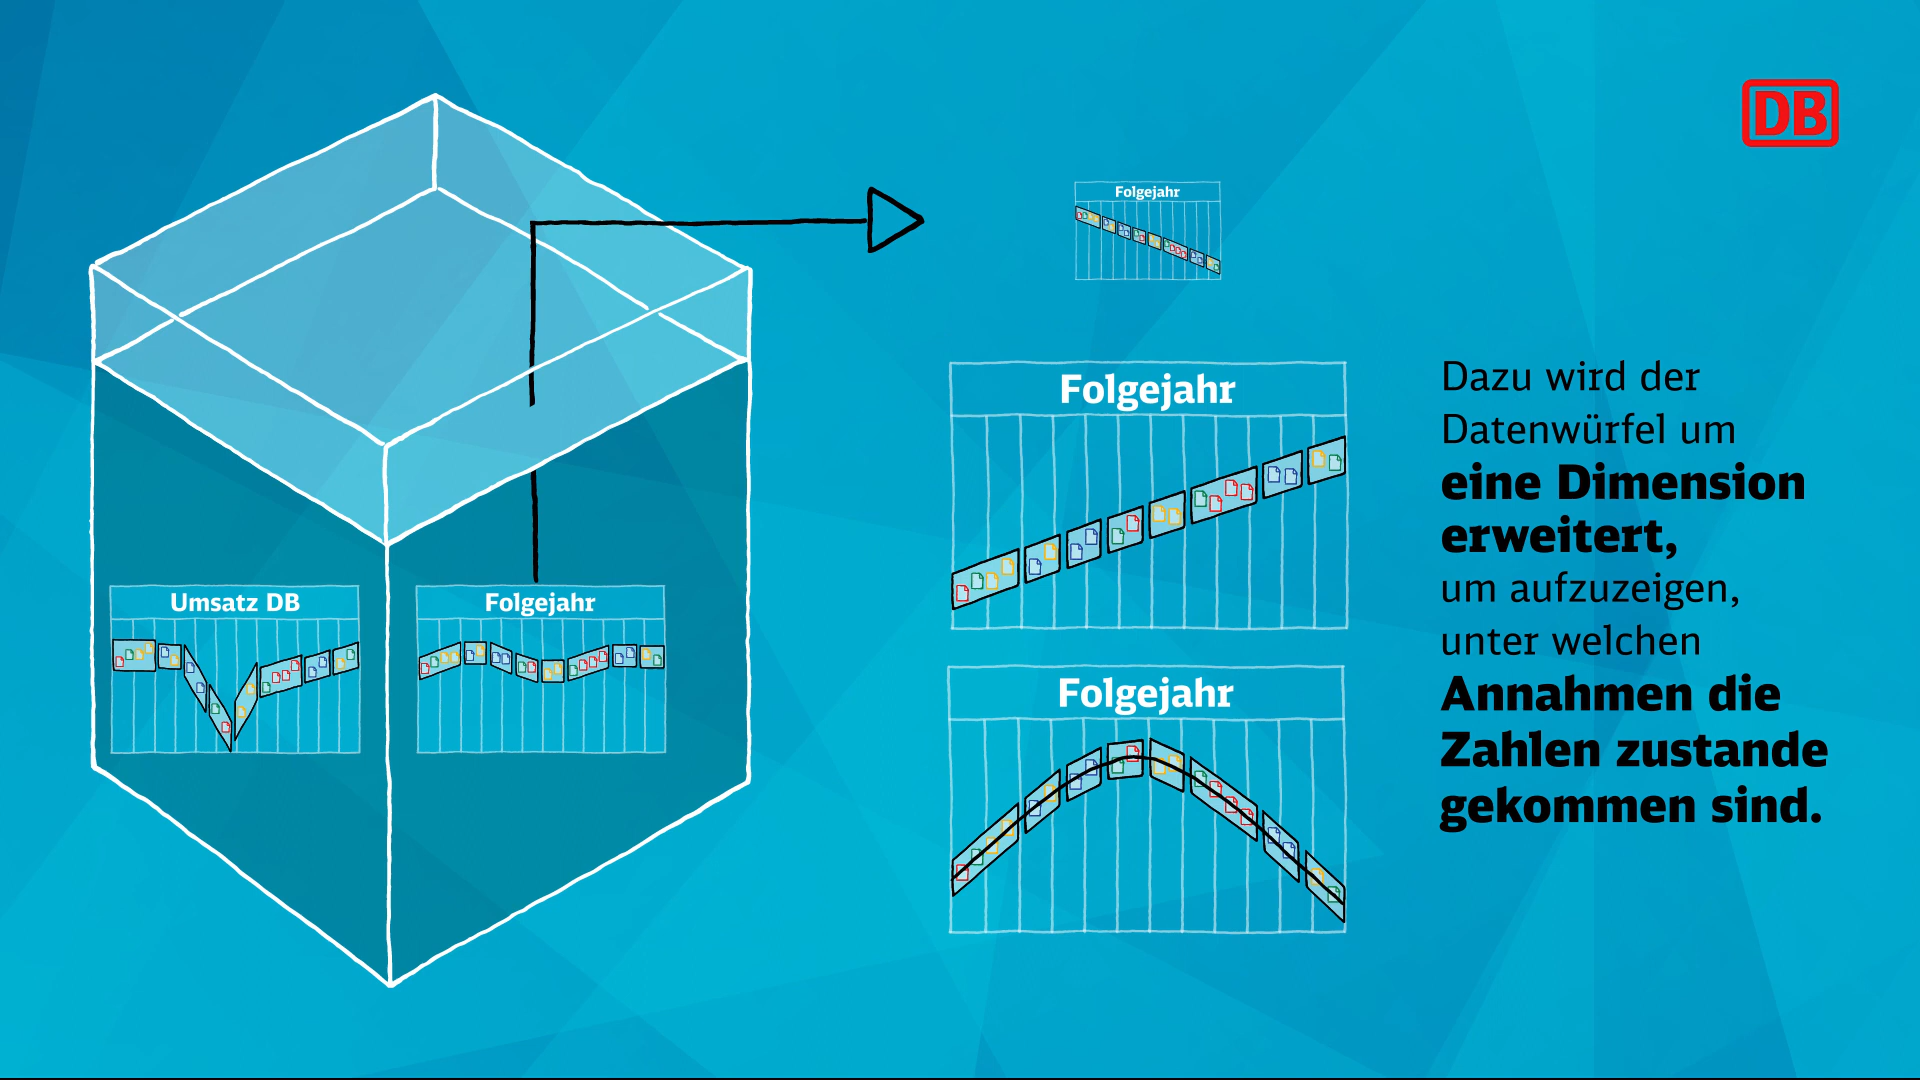 DB
Folgejahr
Folgejahr
Folgejahr
Umsatz DB
Folgejahr
Dazu wird der
Datenwürfel um
eine Dimension
erweitert,
um aufzuzeigen,
unter welchen
Annahmen die
Zahlen zustande
gekommen sind.